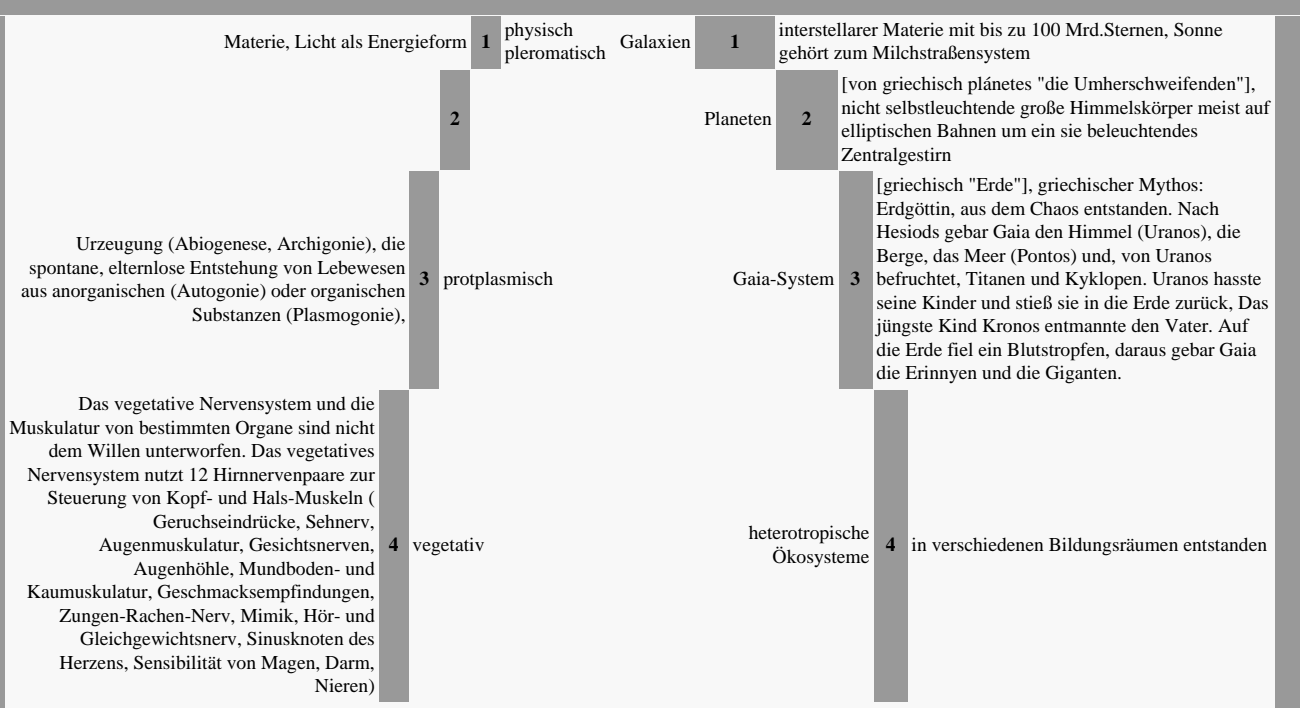 Materie, Licht als Energieform 1 physisch
pleromatisch
Galaxien 1 interstellarer Materie mit bis zu 100 Mrd.Sternen, Sonne
gehört zum Milchstraßensystem
2
Planeten 2 [von griechisch plánetes "die Umherschweifenden"],
nicht selbstleuchtende große Himmelskörper meist auf
elliptischen Bahnen um ein sie beleuchtendes
Zentralgestirn
Urzeugung (Abiogenese, Archigonie), die
spontane, elternlose Entstehung von Lebewesen
aus anorganischen (Autogonie) oder organischen
Substanzen (Plasmogonie),
3 protplasmisch
Gaia-System 3
[griechisch "Erde"], griechischer Mythos:
Erdgöttin, aus dem Chaos entstanden. Nach
Hesiods gebar Gaia den Himmel (Uranos), die
Berge, das Meer (Pontos) und, von Uranos
befruchtet, Titanen und Kyklopen. Uranos hasste
seine Kinder und stieß sie in die Erde zurück, Das
jüngste Kind Kronos entmannte den Vater. Auf
die Erde fiel ein Blutstropfen, daraus gebar Gaia
die Erinnyen und die Giganten.
Das vegetative Nervensystem und die
Muskulatur von bestimmten Organe sind nicht
dem Willen unterworfen. Das vegetatives
Nervensystem nutzt 12 Hirnnervenpaare zur
Steuerung von Kopf- und Hals-Muskeln (
Geruchseindrücke, Sehnerv,
Augenmuskulatur, Gesichtsnerven,
Augenhöhle, Mundboden- und
Kaumuskulatur, Geschmacksempfindungen,
Zungen-Rachen-Nerv, Mimik, Hör- und
Gleichgewichtsnerv, Sinusknoten des
Herzens, Sensibilität von Magen, Darm,
Nieren)
4 vegetativ
heterotropische
Ökosysteme
4 in verschiedenen Bildungsräumen entstanden